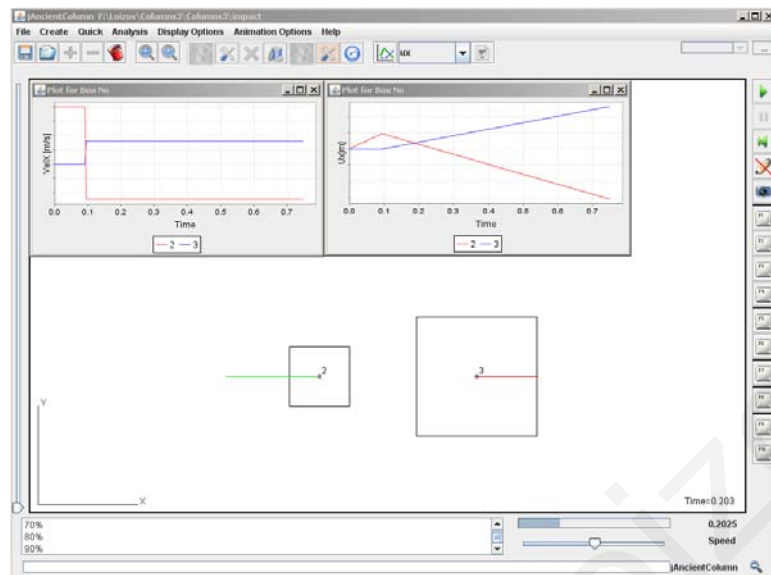 jAncientColumn F:\Loizos\Columns3\Columns3\impact
File Create Quick Analysis Display Options Animation Options Help
ux
Plot for Box No
VelX [m/s]
0.0 0.1 0.2 0.3 0.4 0.5 0.6 0.7
Time
2 3
Plot for Box No
Ux[m]
0.0 0.1 0.2 0.3 0.4 0.5 0.6 0.7
Time
2 3
2
3
Y
X
Time=0.203
70%
80%
90%
0.2025
Speed
jAncientColumn